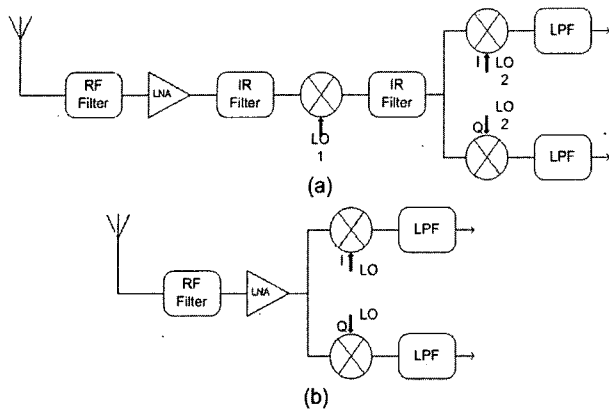 RF
Filter
LNA
IR
Filter
LO
1
IR
Filter
I LO
2
LPF
LO
Q 2
LPF
(a)
RF
Filter
LNA
I LO
LPF
Q LO
LPF
(b)